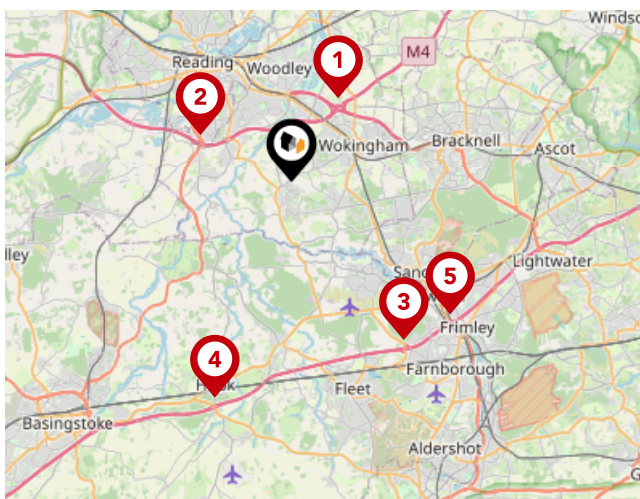 Windso
1
M4
Reading
Woodley
2
Wokingham
Bracknell
Ascot
lley
Sand
5
Lightwater
3
Frimley
4
Hook
Farnborough
Fleet
Basingstoke
Aldershot
G